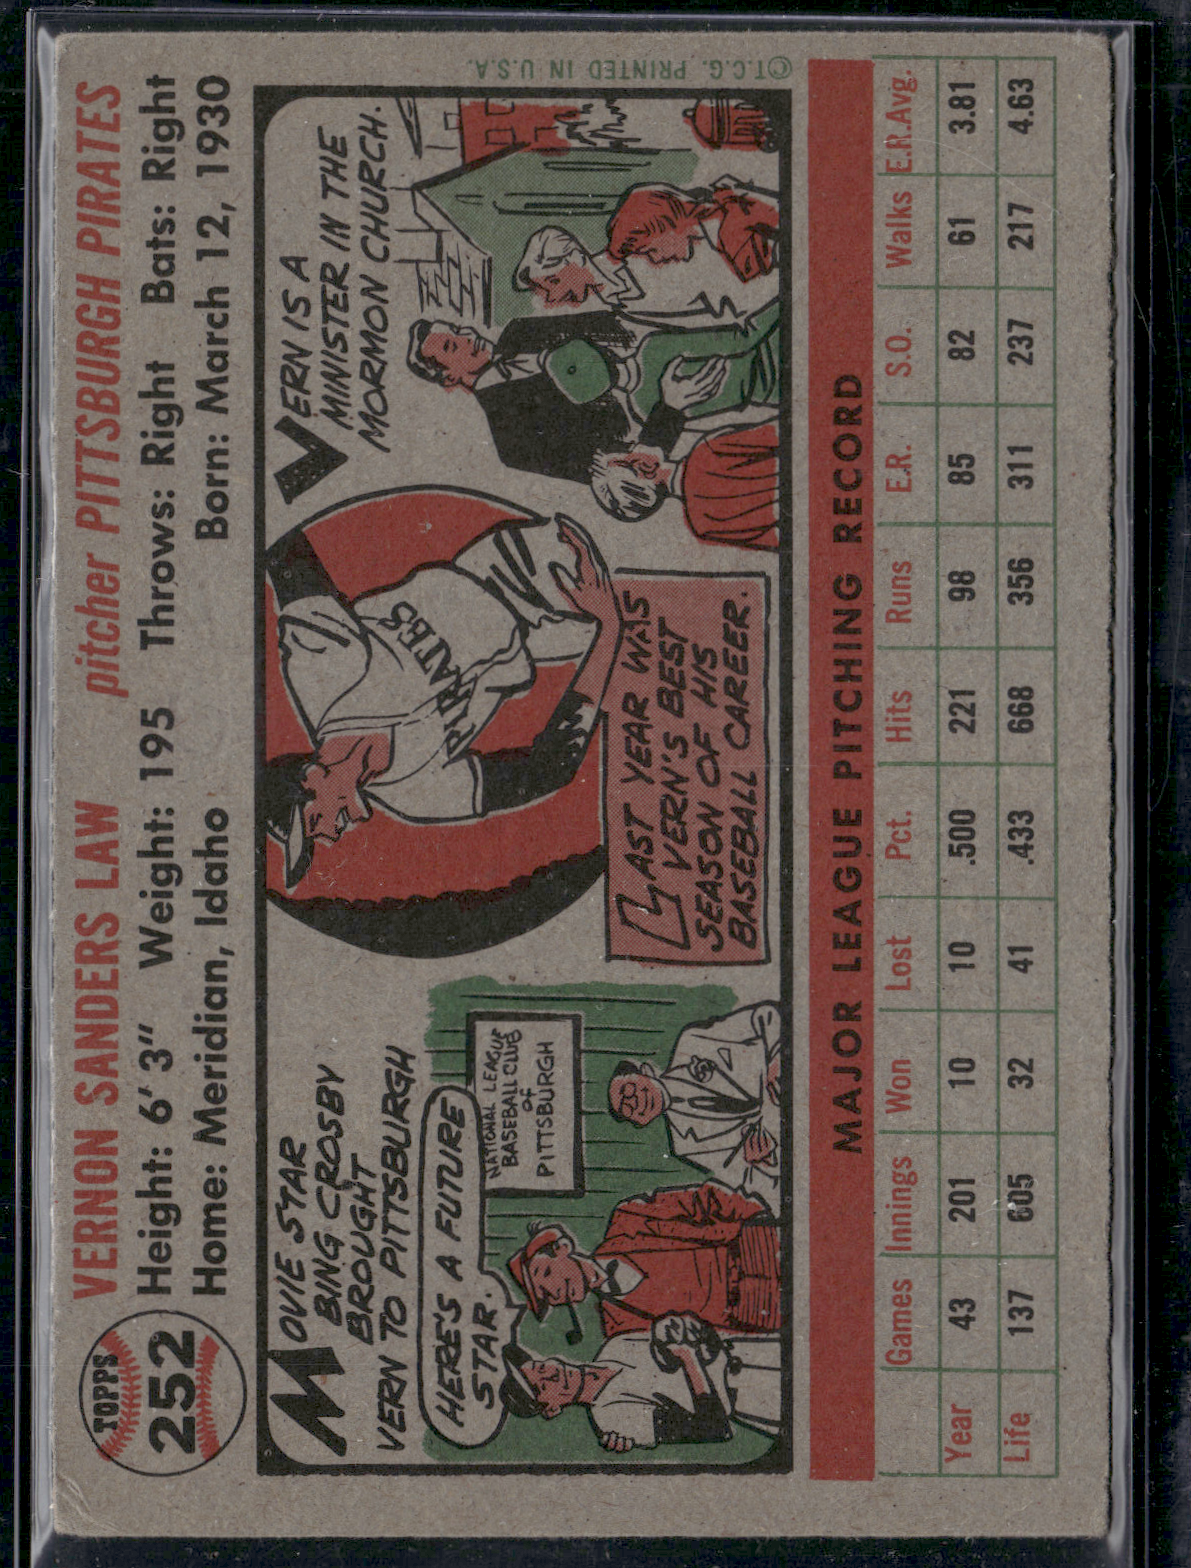 TOPPS
252
VERNON SANDERS LAW pitcher PITTSBURGH PIRATES
Height: 6' 3" Weight: 195 Throws: Right Bats: Right
Home: Meridian, Idaho Born: March 12, 1930
MOVIE STAR
BING CROSBY
BROUGHT
VERN TO PITTSBURGH
HERE'S A FUTURE
STAR.
NATIONAL LEAGUE
BASEBALL CLUB
OF
PITTSBURGH
PIRATES
LAST YEAR WAS
VERN'S BEST
SEASON OF HIS
BASEBALL CAREER.
VERN IS A
MINISTER IN THE
MORMON CHURCH.
©T.C.G. PRINTED IN U.S.A.
MAJOR LEAGUE PITCHING RECORD
Games Innings Won Lost Pct. Hits Runs E.R. S.O. Walks E.R.Avg.
Year 43 201 10 10 .500 221 98 85 82 61 3.81
Life 137 605 32 41 .433 668 356 311 237 217 4.63